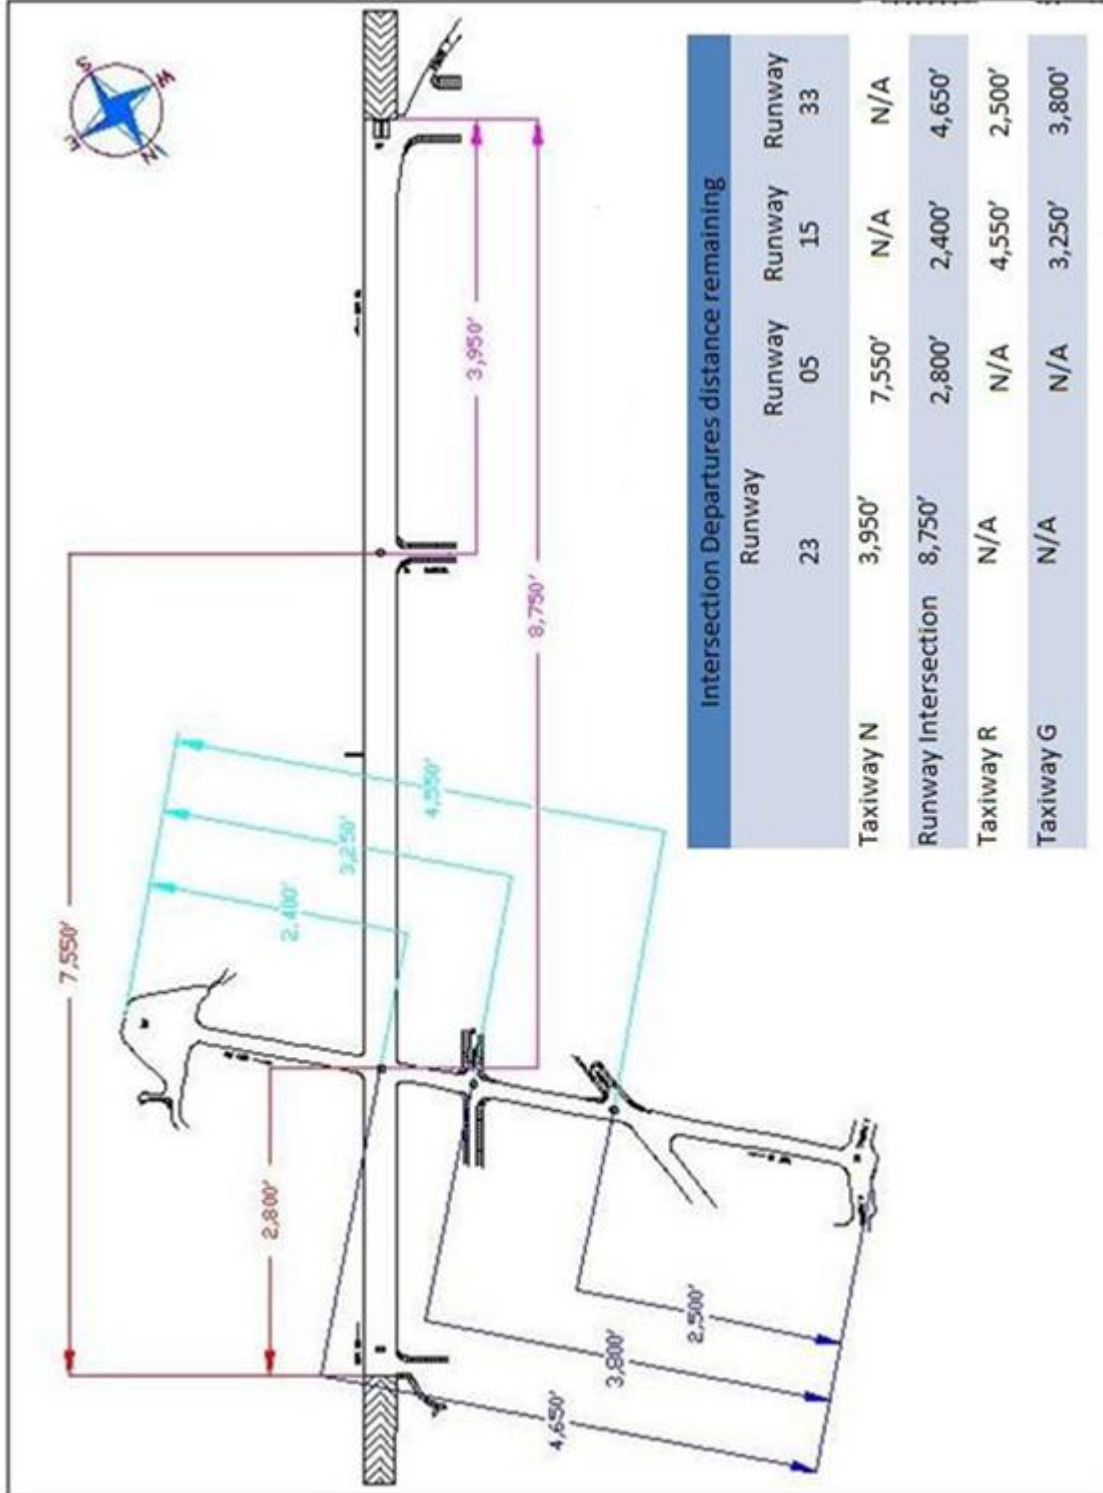 S
W
E
N
7,550'
2,800'
2,400'
3,250'
4,550'
3,950'
8,750'
4,650'
3,800'
2,500'
Intersection Departures distance remaining
Runway 23 Runway 05 Runway 15 Runway 33
Taxiway N 3,950' 7,550' N/A N/A
Runway Intersection 8,750' 2,800' 2,400' 4,650'
Taxiway R N/A N/A 4,550' 2,500'
Taxiway G N/A N/A 3,250' 3,800'